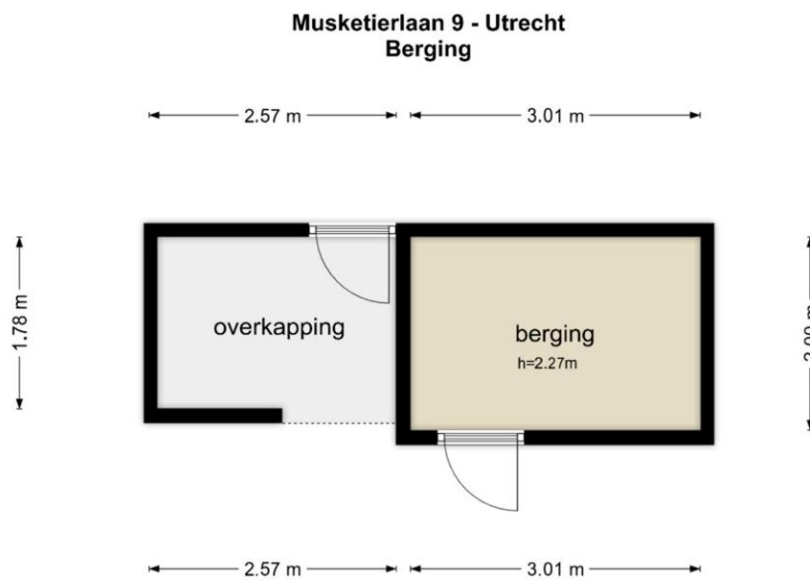 Musketierlaan 9 - Utrecht
Berging
2.57 m
3.01 m
1.78 m
overkapping
berging
h=2.27m
2.57 m
3.01 m